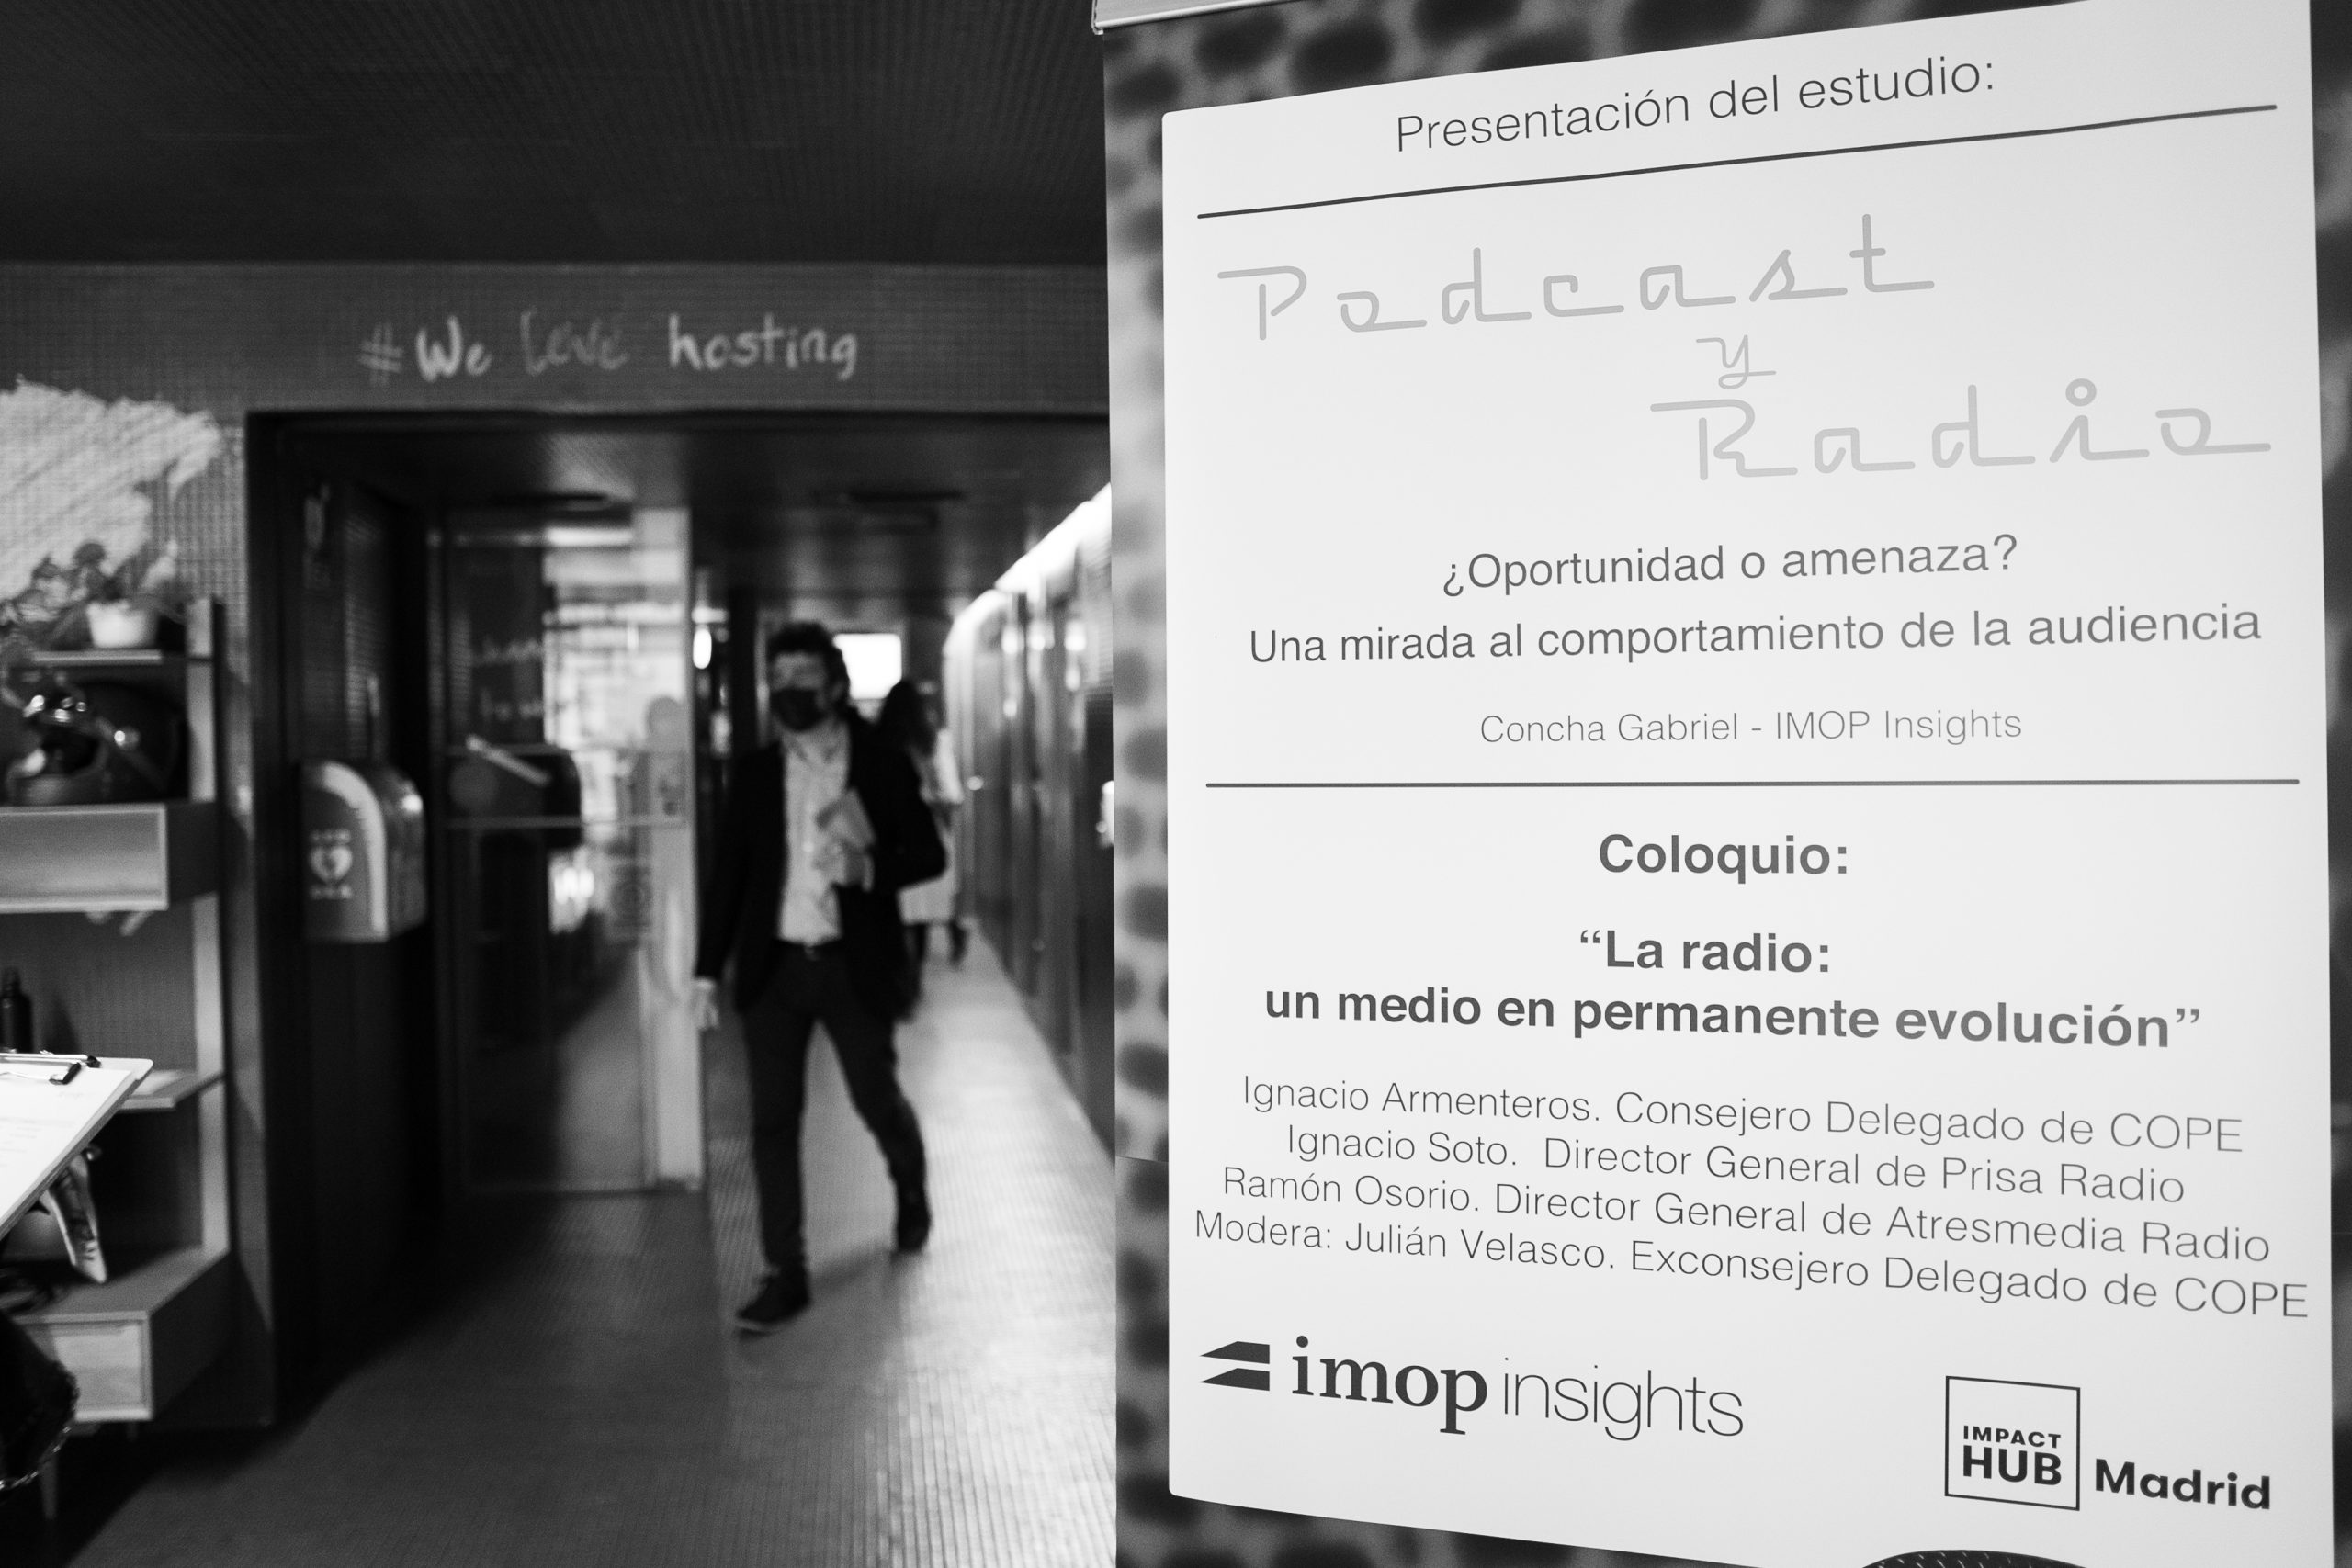 #We love hosting
Presentación del estudio:
Podcast
y
Radio
¿Oportunidad o amenaza?
Una mirada al comportamiento de la audiencia
Concha Gabriel - IMOP Insights
Coloquio:
“La radio:
un medio en permanente evolución”
Ignacio Armenteros. Consejero Delegado de COPE
Ignacio Soto. Director General de Prisa Radio
Ramón Osorio. Director General de Atresmedia Radio
Modera: Julián Velasco. Exconsejero Delegado de COPE
imop insights
IMPACT
HUB Madrid